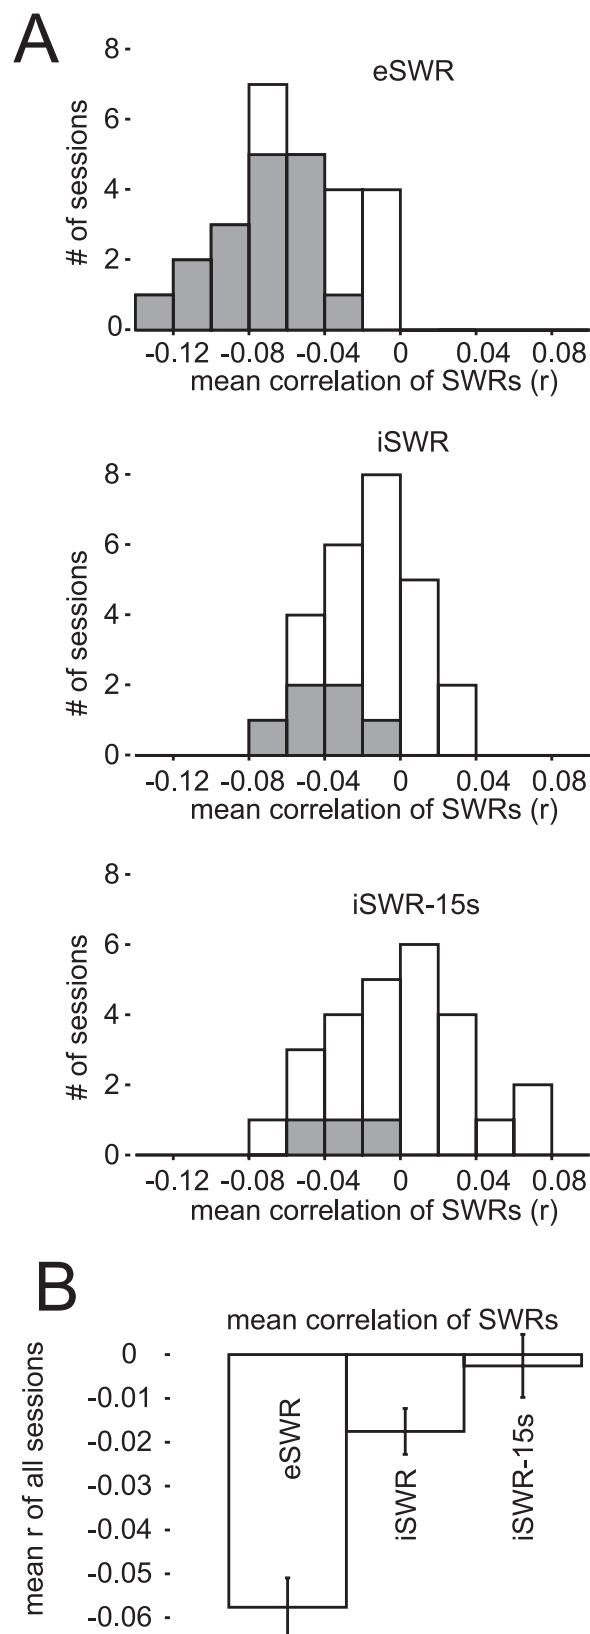 A
eSWR
8
6
4
2
0
# of sessions
-0.12 -0.08 -0.04 0 0.04 0.08
mean correlation of SWRs (r)
iSWR
8
6
4
2
0
# of sessions
-0.12 -0.08 -0.04 0 0.04 0.08
mean correlation of SWRs (r)
iSWR-15s
8
6
4
2
0
# of sessions
-0.12 -0.08 -0.04 0 0.04 0.08
mean correlation of SWRs (r)
B
mean correlation of SWRs
0
-0.01
-0.02
-0.03
-0.04
-0.05
-0.06
mean r of all sessions
eSWR
iSWR
iSWR-15s